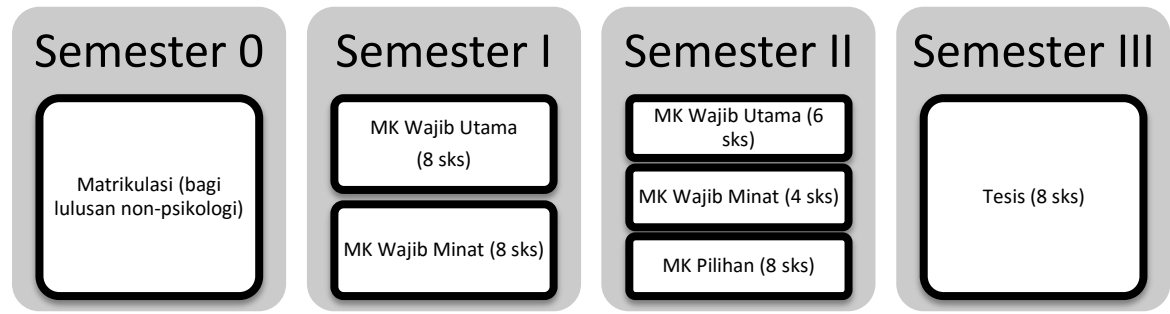 Semester 0
Matrikulasi (bagi
lulusan non-psikologi)
Semester I
MK Wajib Utama
(8 sks)
MK Wajib Minat (8 sks)
Semester II
MK Wajib Utama (6
sks)
MK Wajib Minat (4 sks)
MK Pilihan (8 sks)
Semester III
Tesis (8 sks)